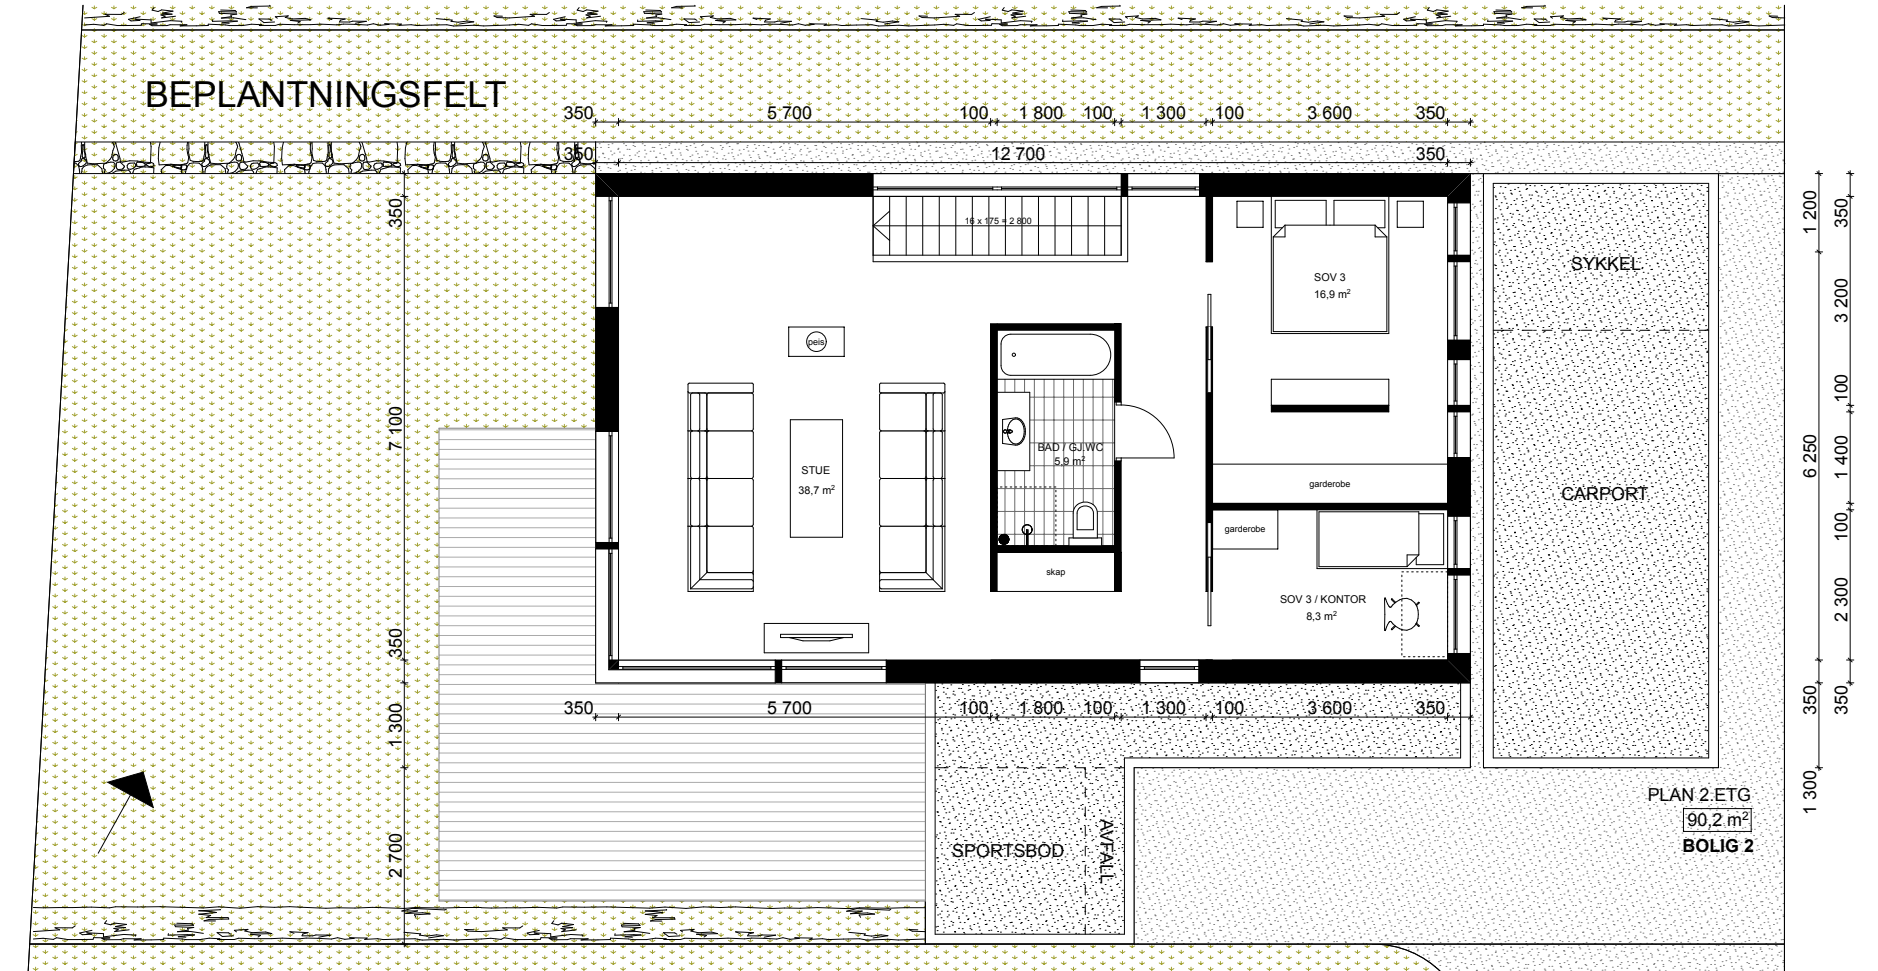 BEPLANTNINGSFELT
350 5 700 100 1 800 100 1 300 100 3 600 350
350 12 700 350
16 x 175 = 2 800
SOV 3
16,9 m²
peis
STUE
38,7 m²
BAD / GJ.WC
5,9 m²
garderobe
garderobe
skap
SOV 3 / KONTOR
8,3 m²
SYKKEL
CARPORT
350
7 100
350
1 300
2 700
1 200
6 250
350
1 300
350
3 200
100
1 400
100
2 300
350
350 5 700 100 1 800 100 1 300 100 3 600 350
SPORTSBOD
AVFALL
PLAN 2.ETG
90,2 m²
BOLIG 2